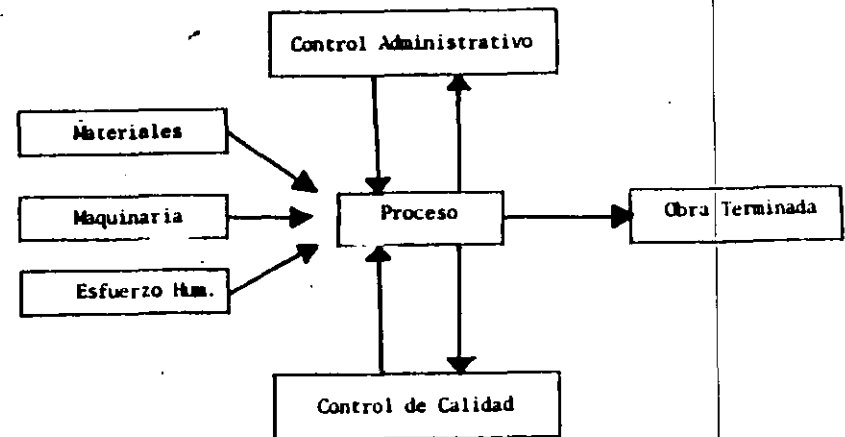 Control Administrativo
Materiales
Maquinaria
Proceso
Obra Terminada
Esfuerzo Hum.
Control de Calidad